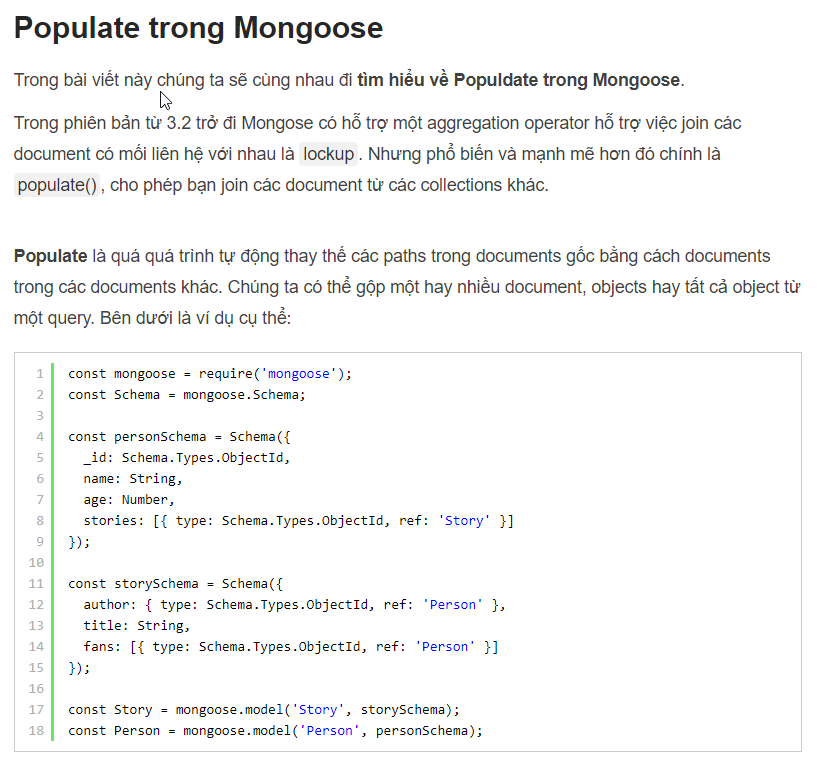 Populate trong Mongoose
Trong bài viết này chúng ta sẽ cùng nhau đi tìm hiểu về Populdate trong Mongoose.
Trong phiên bản từ 3.2 trở đi Mongose có hỗ trợ một aggregation operator hỗ trợ việc join các
document có mối liên hệ với nhau là lockup. Nhưng phổ biến và mạnh mẽ hơn đó chính là
populate(), cho phép bạn join các document từ các collections khác.
Populate là quá quá trình tự động thay thế các paths trong documents gốc bằng cách documents
trong các documents khác. Chúng ta có thể gộp một hay nhiều document, objects hay tất cả object từ
một query. Bên dưới là ví dụ cụ thể:
1 const mongoose = require('mongoose');
2 const Schema = mongoose.Schema;
3
4 const personSchema = Schema({
5   _id: Schema.Types.ObjectId,
6   name: String,
7   age: Number,
8   stories: [{ type: Schema.Types.ObjectId, ref: 'Story' }]
9 });
10
11 const storySchema = Schema({
12   author: { type: Schema.Types.ObjectId, ref: 'Person' },
13   title: String,
14   fans: [{ type: Schema.Types.ObjectId, ref: 'Person' }]
15 });
16
17 const Story = mongoose.model('Story', storySchema);
18 const Person = mongoose.model('Person', personSchema);